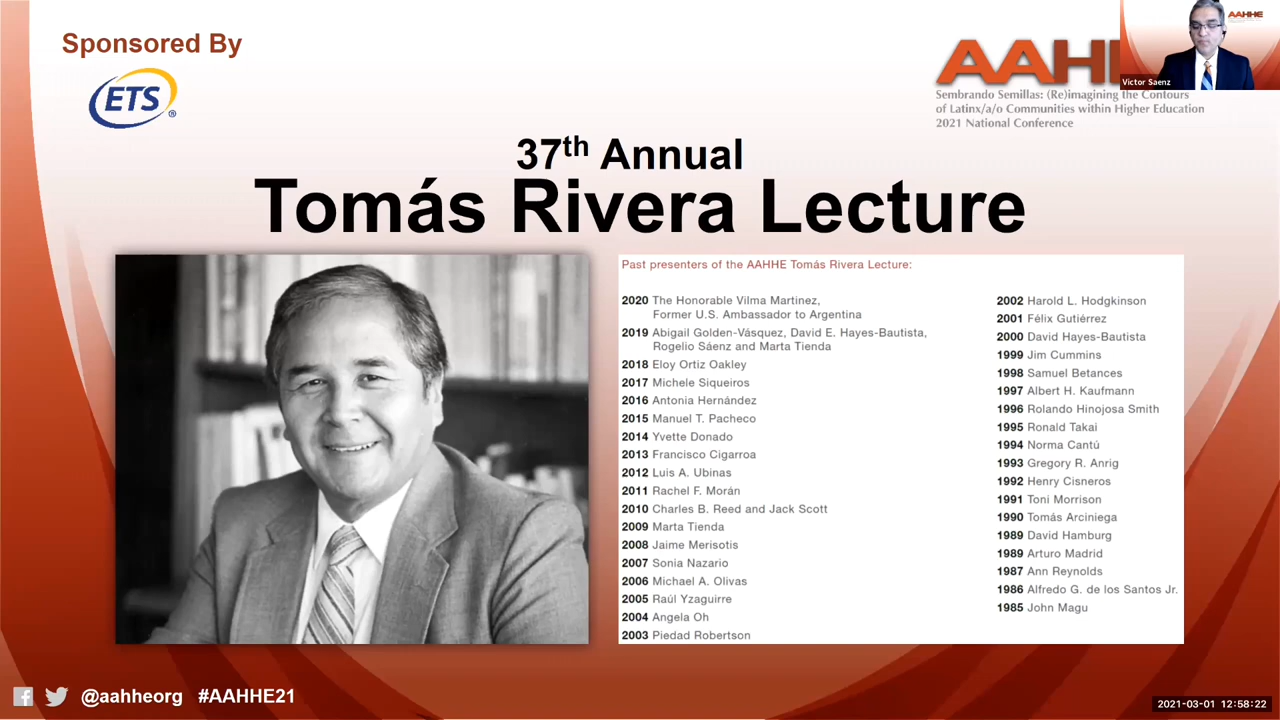 Sponsored By
ETS
®
AAHHE
Victor Saenz
AAH
Sembrando Semillas: (Re)imagining the Contours
of Latinx/a/o Communities within Higher Education
2021 National Conference
37th Annual
Tomás Rivera Lecture
Past presenters of the AAHHE Tomás Rivera Lecture:
2020 The Honorable Vilma Martinez,
Former U.S. Ambassador to Argentina
2019 Abigail Golden-Vásquez, David E. Hayes-Bautista,
Rogelio Sáenz and Marta Tienda
2018 Eloy Ortiz Oakley
2017 Michele Siqueiros
2016 Antonia Hernández
2015 Manuel T. Pacheco
2014 Yvette Donado
2013 Francisco Cigarroa
2012 Luis A. Ubinas
2011 Rachel F. Morán
2010 Charles B. Reed and Jack Scott
2009 Marta Tienda
2008 Jaime Merisotis
2007 Sonia Nazario
2006 Michael A. Olivas
2005 Raúl Yzaguirre
2004 Angela Oh
2003 Piedad Robertson
2002 Harold L. Hodgkinson
2001 Félix Gutiérrez
2000 David Hayes-Bautista
1999 Jim Cummins
1998 Samuel Betances
1997 Albert H. Kaufmann
1996 Rolando Hinojosa Smith
1995 Ronald Takai
1994 Norma Cantú
1993 Gregory R. Anrig
1992 Henry Cisneros
1991 Toni Morrison
1990 Tomás Arciniega
1989 David Hamburg
1989 Arturo Madrid
1987 Ann Reynolds
1986 Alfredo G. de los Santos Jr.
1985 John Magu
@aahheorg #AAHHE21
2021-03-01 12:58:22